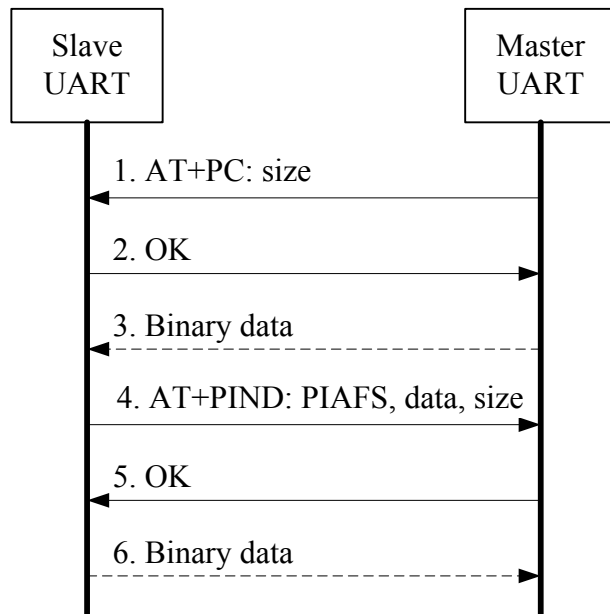 Slave
UART
Master
UART
1. AT+PC: size
2. OK
3. Binary data
4. AT+PIND: PIAFS, data, size
5. OK
6. Binary data